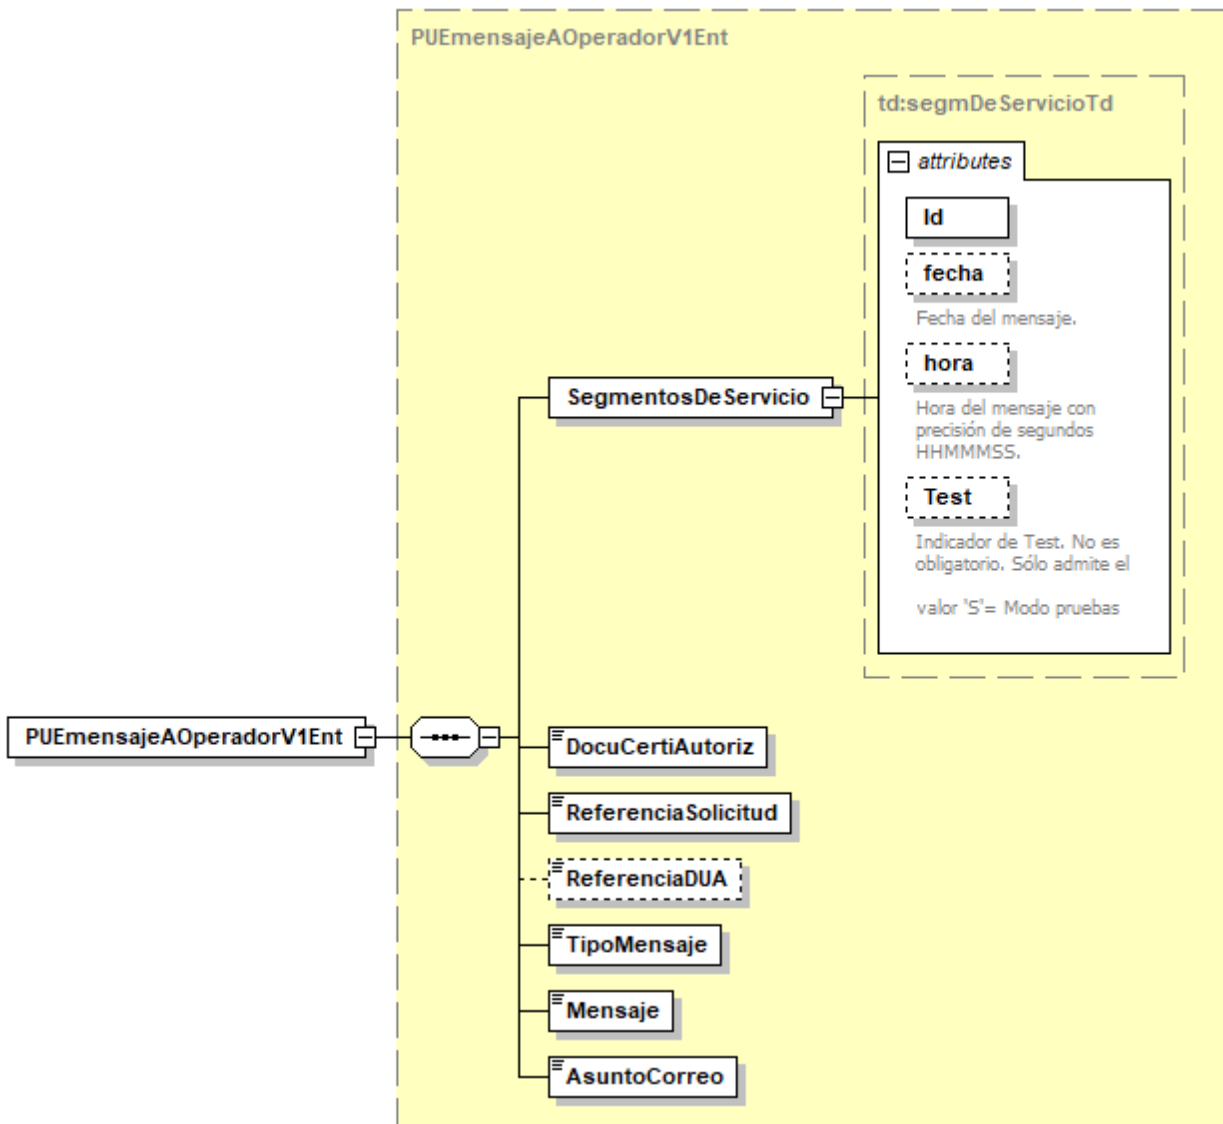 PUEmensajeAOperadorV1Ent
td:segmDeServicioTd
attributes
Id
fecha
Fecha del mensaje.
hora
Hora del mensaje con
precisión de segundos
HHMMMSS.
Test
Indicador de Test. No es
obligatorio. Sólo admite el
valor 'S'= Modo pruebas
SegmentosDeServicio
PUEmensajeAOperadorV1Ent
DocuCertiAutoriz
ReferenciaSolicitud
ReferenciaDUA
TipoMensaje
Mensaje
AsuntoCorreo